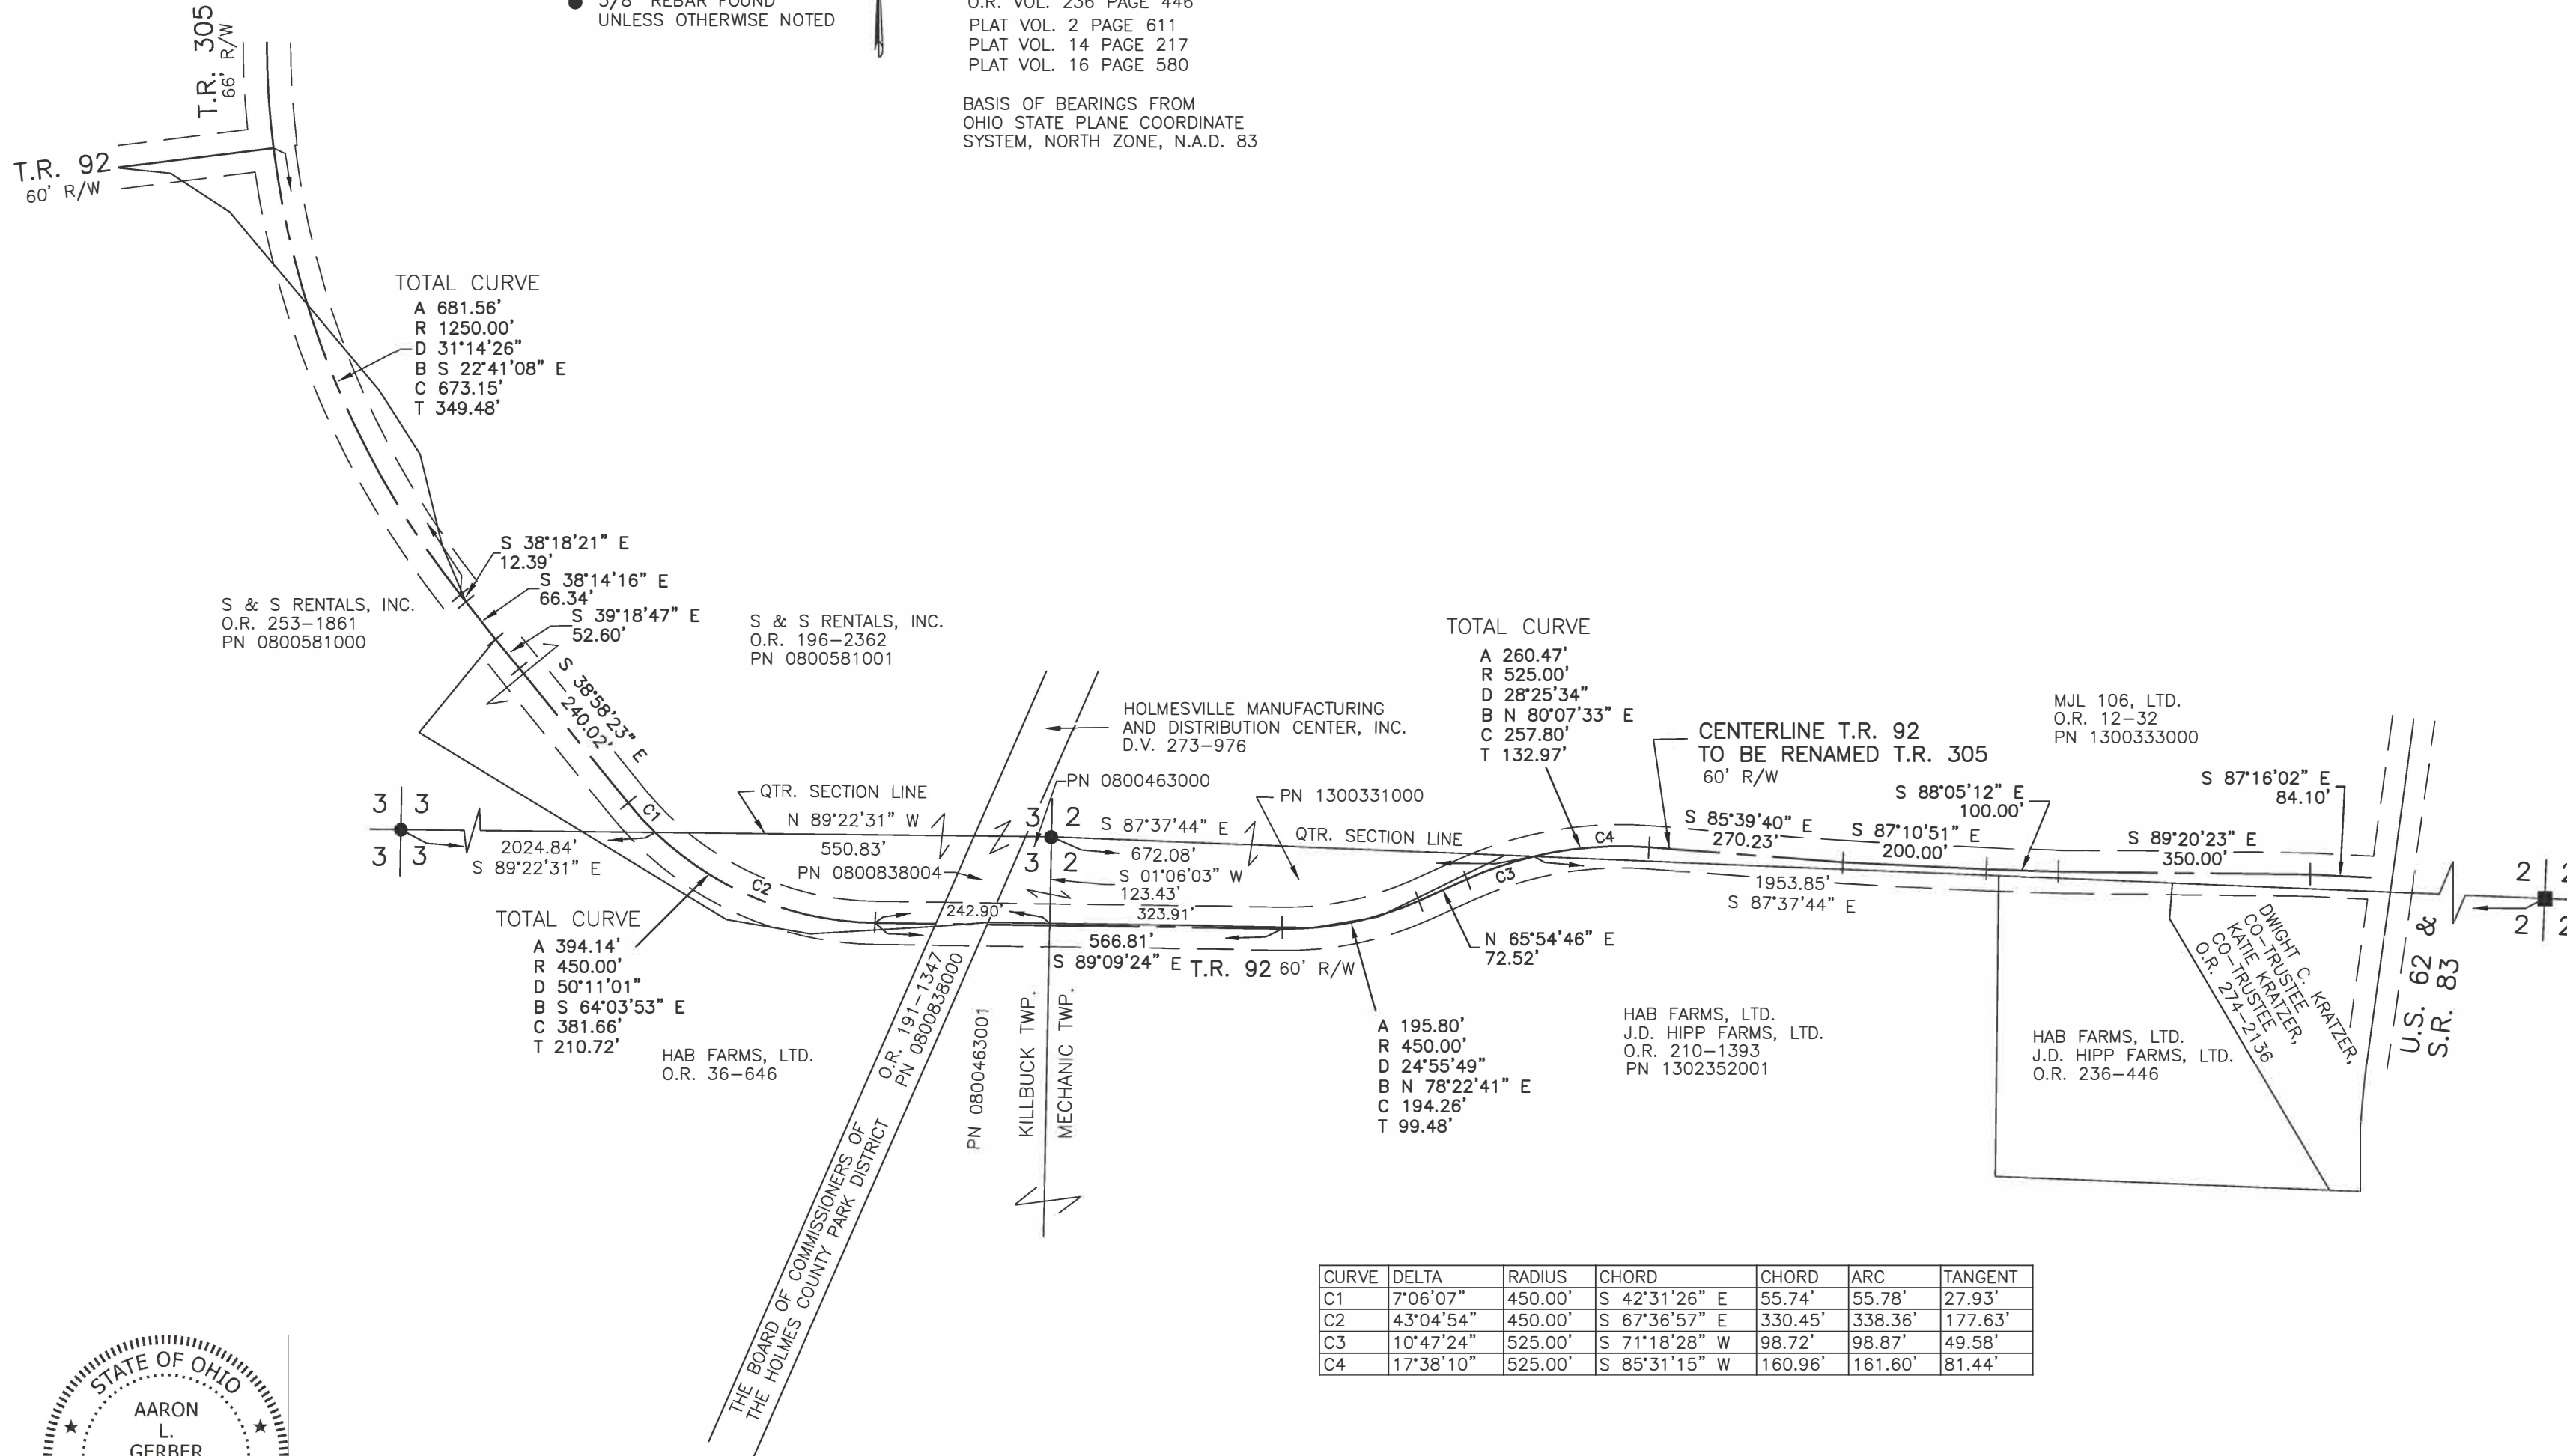 5/8" REBAR FOUND
UNLESS OTHERWISE NOTED
O.R. VOL. 236 PAGE 446
PLAT VOL. 2 PAGE 611
PLAT VOL. 14 PAGE 217
PLAT VOL. 16 PAGE 580
BASIS OF BEARINGS FROM
OHIO STATE PLANE COORDINATE
SYSTEM, NORTH ZONE, N.A.D. 83
T.R. 305
66' R/W
T.R. 92
60' R/W
TOTAL CURVE
A 681.56'
R 1250.00'
D 31°14'26"
B S 22°41'08" E
C 673.15'
T 349.48'
S 38°18'21" E
12.39'
S 38°14'16" E
66.34'
S 39°18'47" E
52.60'
S & S RENTALS, INC.
O.R. 253-1861
PN 0800581000
S & S RENTALS, INC.
O.R. 196-2362
PN 0800581001
S 38°58'23" E
240.02'
C1
C2
3 3
3 3
2024.84'
S 89°22'31" E
QTR. SECTION LINE
N 89°22'31" W
550.83'
PN 0800838004
HOLMESVILLE MANUFACTURING
AND DISTRIBUTION CENTER, INC.
D.V. 273-976
PN 0800463000
3 2
3 2
S 87°37'44" E
672.08'
S 01°06'03" W
123.43'
PN 1300331000
QTR. SECTION LINE
242.90'
323.91'
566.81'
S 89°09'24" E
T.R. 92 60' R/W
TOTAL CURVE
A 394.14'
R 450.00'
D 50°11'01"
B S 64°03'53" E
C 381.66'
T 210.72'
HAB FARMS, LTD.
O.R. 36-646
THE BOARD OF COMMISSIONERS OF
THE HOLMES COUNTY PARK DISTRICT
O.R. 191-1347
PN 0800838000
PN 0800463001
KILLBUCK TWP.
MECHANIC TWP.
TOTAL CURVE
A 260.47'
R 525.00'
D 28°25'34"
B N 80°07'33" E
C 257.80'
T 132.97'
C3
C4
N 65°54'46" E
72.52'
A 195.80'
R 450.00'
D 24°55'49"
B N 78°22'41" E
C 194.26'
T 99.48'
CENTERLINE T.R. 92
TO BE RENAMED T.R. 305
60' R/W
MJL 106, LTD.
O.R. 12-32
PN 1300333000
S 85°39'40" E
270.23'
S 87°10'51" E
200.00'
S 88°05'12" E
100.00'
S 89°20'23" E
350.00'
S 87°16'02" E
84.10'
1953.85'
S 87°37'44" E
HAB FARMS, LTD.
J.D. HIPP FARMS, LTD.
O.R. 210-1393
PN 1302352001
HAB FARMS, LTD.
J.D. HIPP FARMS, LTD.
O.R. 236-446
DWIGHT C. KRATZER,
CO-TRUSTEE
KATIE KRATZER,
CO-TRUSTEE
O.R. 274-2136
U.S. 62 &
S.R. 83
2 2
2 2
CURVE DELTA RADIUS CHORD CHORD ARC TANGENT
C1 7°06'07" 450.00' S 42°31'26" E 55.74' 55.78' 27.93'
C2 43°04'54" 450.00' S 67°36'57" E 330.45' 338.36' 177.63'
C3 10°47'24" 525.00' S 71°18'28" W 98.72' 98.87' 49.58'
C4 17°38'10" 525.00' S 85°31'15" W 160.96' 161.60' 81.44'
STATE OF OHIO
AARON
L.
GERBER